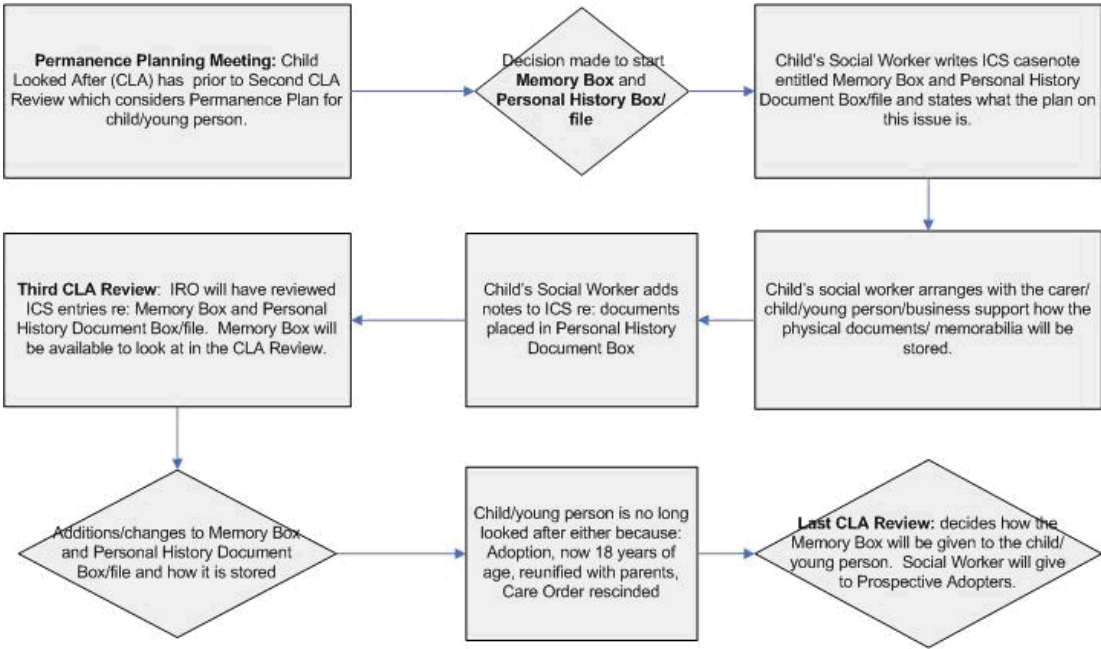 Permanence Planning Meeting: Child
Looked After (CLA) has prior to Second CLA
Review which considers Permanence Plan for
child/young person.
Decision made to start
Memory Box and
Personal History Box/
file
Child's Social Worker writes ICS casenote
entitled Memory Box and Personal History
Document Box/file and states what the plan on
this issue is.
Child's social worker arranges with the carer/
child/young person/business support how the
physical documents/ memorabilia will be
stored.
Child's Social Worker adds
notes to ICS re: documents
placed in Personal History
Document Box
Third CLA Review: IRO will have reviewed
ICS entries re: Memory Box and Personal
History Document Box/file. Memory Box will
be available to look at in the CLA Review.
Additions/changes to Memory Box
and Personal History Document
Box/file and how it is stored
Child/young person is no long
looked after either because:
Adoption, now 18 years of
age, reunified with parents,
Care Order rescinded
Last CLA Review: decides how the
Memory Box will be given to the child/
young person. Social Worker will give
to Prospective Adopters.